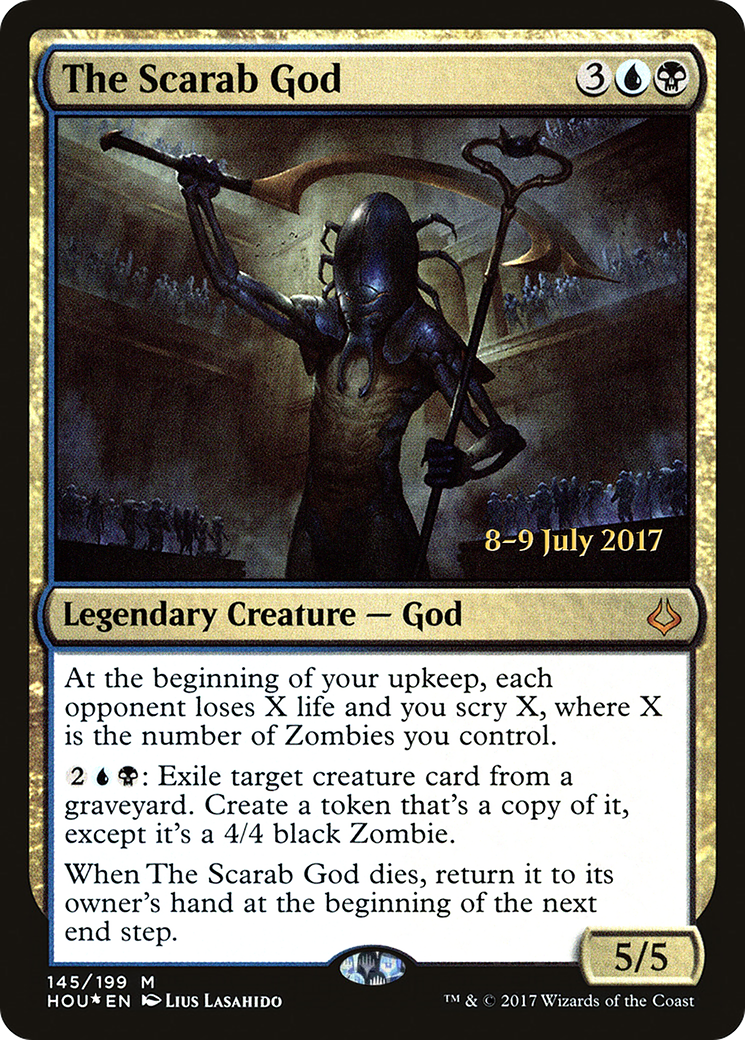 The Scarab God 3
8–9 July 2017
Legendary Creature — God
At the beginning of your upkeep, each
opponent loses X life and you scry X, where X
is the number of Zombies you control.
2 : Exile target creature card from a
graveyard. Create a token that's a copy of it,
except it's a 4/4 black Zombie.
When The Scarab God dies, return it to its
owner's hand at the beginning of the next
end step.
5/5
145/199 M
HOU★EN Lius Lasahido
™ & © 2017 Wizards of the Coast